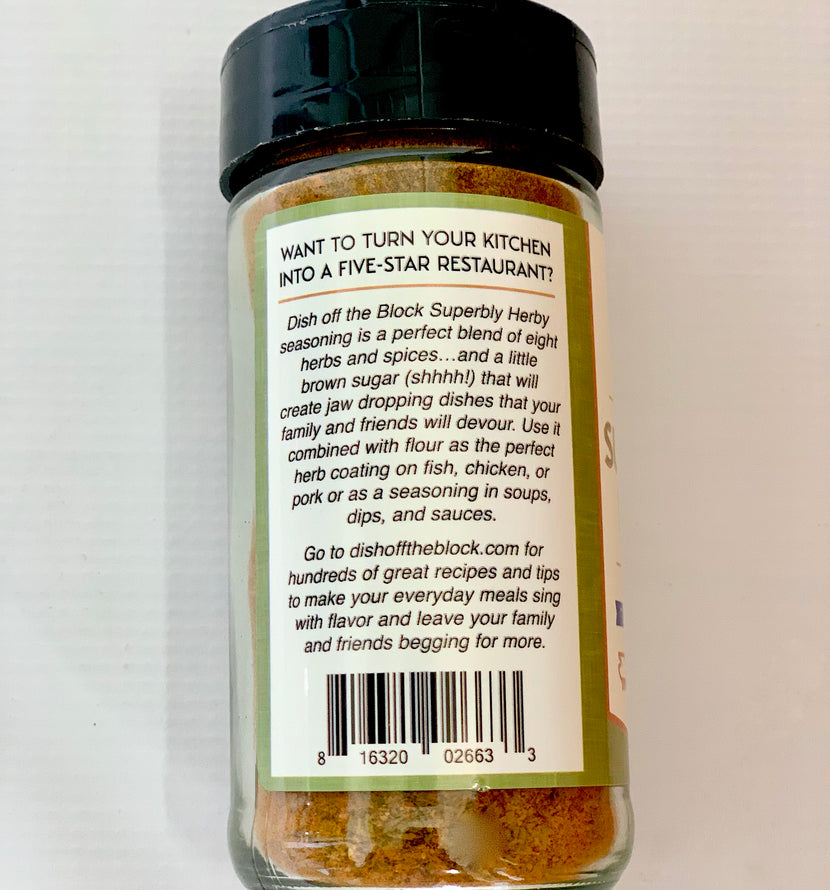 WANT TO TURN YOUR KITCHEN
INTO A FIVE-STAR RESTAURANT?
Dish off the Block Superbly Herby
seasoning is a perfect blend of eight
herbs and spices...and a little
brown sugar (shhhh!) that will
create jaw dropping dishes that your
family and friends will devour. Use it
combined with flour as the perfect
herb coating on fish, chicken, or
pork or as a seasoning in soups,
dips, and sauces.
Go to dishofftheblock.com for
hundreds of great recipes and tips
to make your everyday meals sing
with flavor and leave your family
and friends begging for more.
8 16320 02663 3